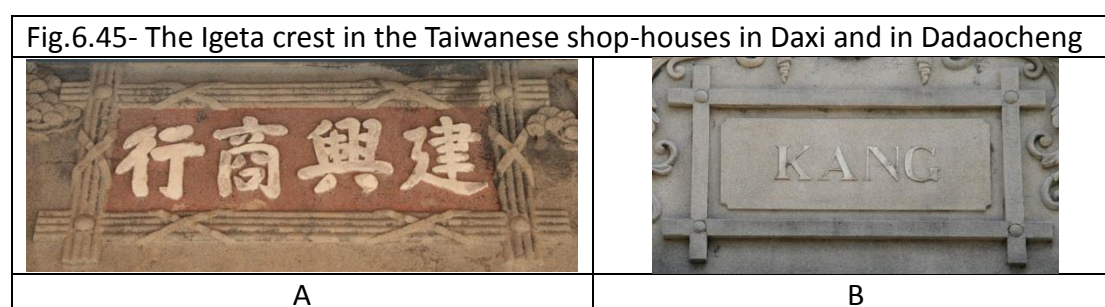 Fig.6.45- The Igeta crest in the Taiwanese shop-houses in Daxi and in Dadaocheng
建興商行
KANG
A
B